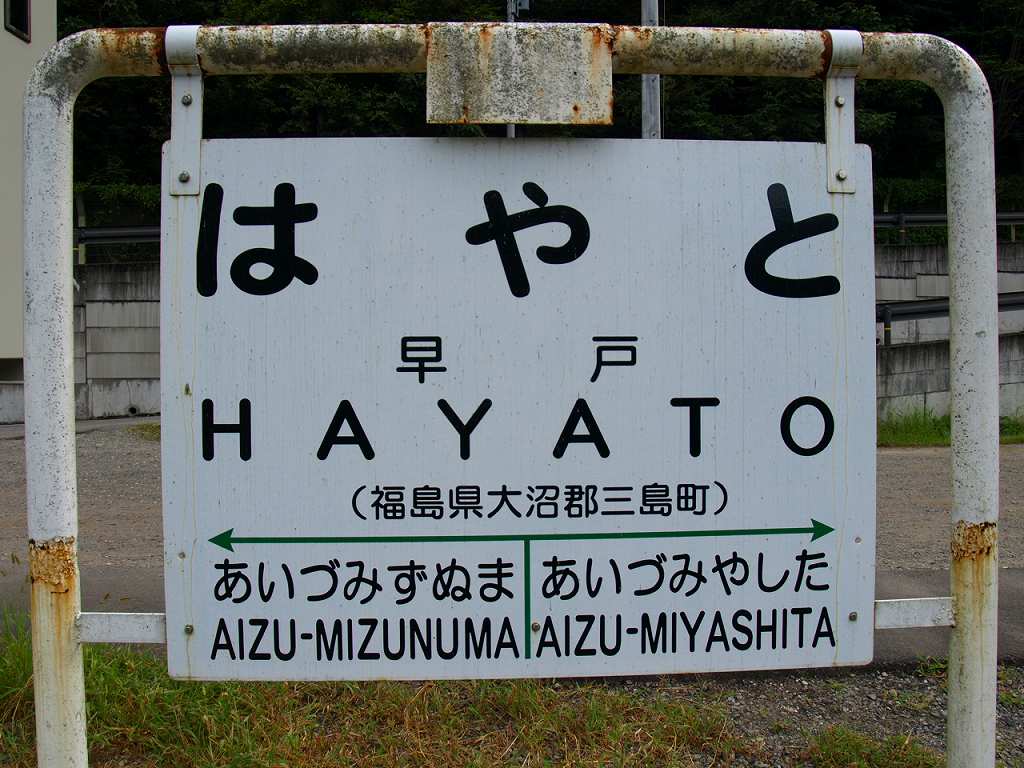 はやと
早戸
HAYATO
(福島県大沼郡三島町)
あいづみずぬま あいづみやした
AIZU-MIZUNUMA AIZU-MIYASHITA